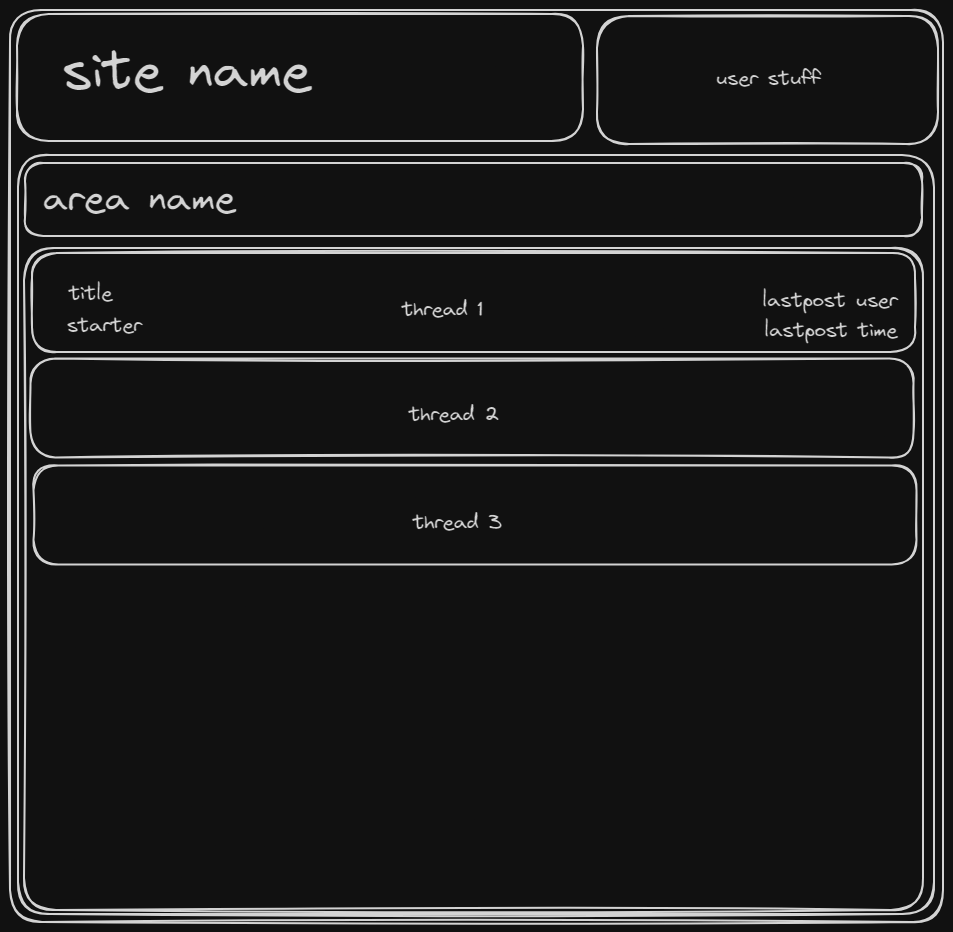 site name
user stuff
area name
title
starter
thread 1
lastpost user
lastpost time
thread 2
thread 3